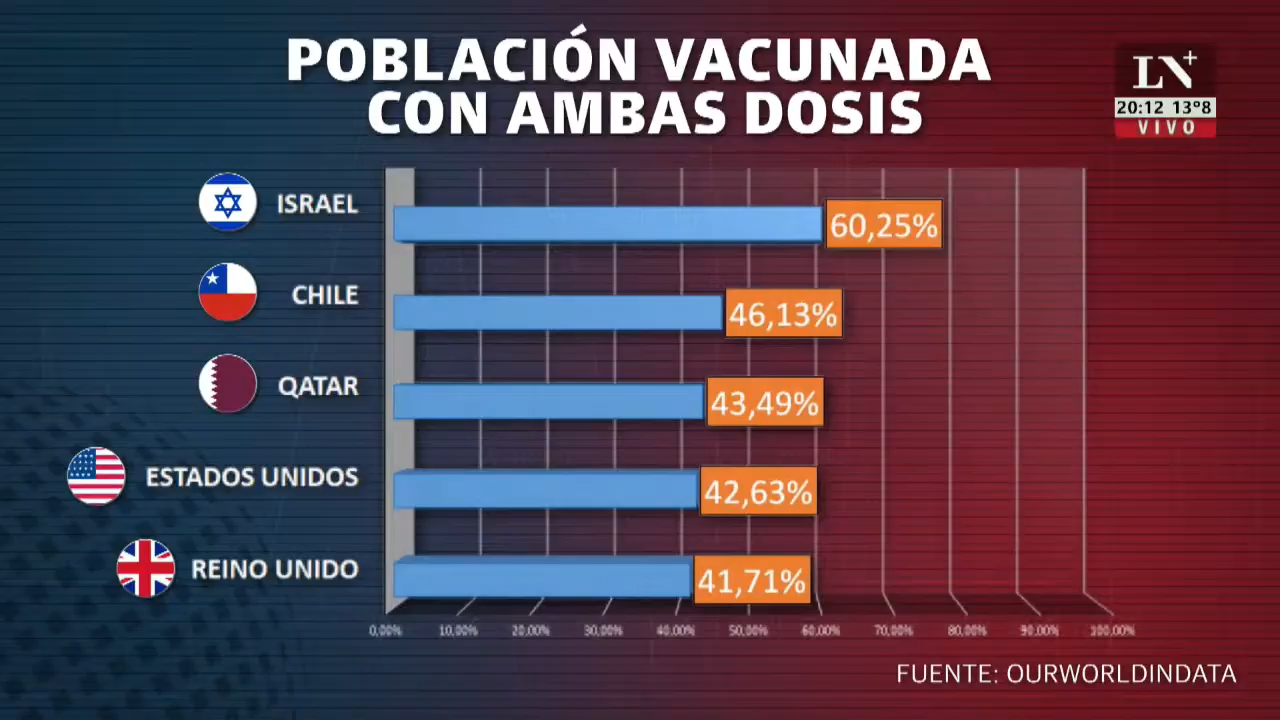 POBLACIÓN VACUNADA
CON AMBAS DOSIS
LN+
20:12 13º8
VIVO
ISRAEL
60,25%
CHILE
46,13%
QATAR
43,49%
ESTADOS UNIDOS
42,63%
REINO UNIDO
41,71%
0,00% 10,00% 20,00% 30,00% 40,00% 50,00% 60,00% 70,00% 80,00% 90,00% 100,00%
FUENTE: OURWORLDINDATA